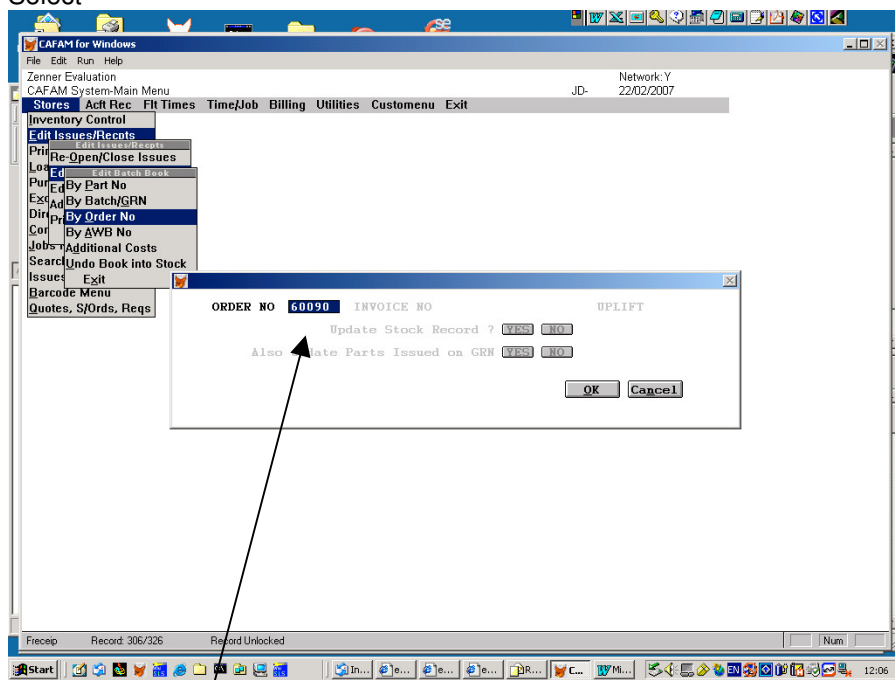 Select
CAFAM for Windows
File Edit Run Help
Zenner Evaluation Network: Y
CAFAM System-Main Menu JD- 22/02/2007
Stores Acft Rec Flt Times Time/Job Billing Utilities Customenu Exit
Inventory Control
Edit Issues/Recpts
Edit Issues/Recpts
Re-Open/Close Issues
Edit Batch Book
By Part No
By Batch/GRN
By Order No
By AWB No
Additional Costs
Undo Book into Stock
Exit
Issues
Barcode Menu
Quotes, S/Ords, Reqs
ORDER NO 60090 INVOICE NO UPLIFT
Update Stock Record ? YES NO
Also Parts Issued on GRN YES NO
OK Cancel
Freceip Record: 306/326 Record Unlocked Num
Start In... e... e... e... R... C... Mi... EN 12:06